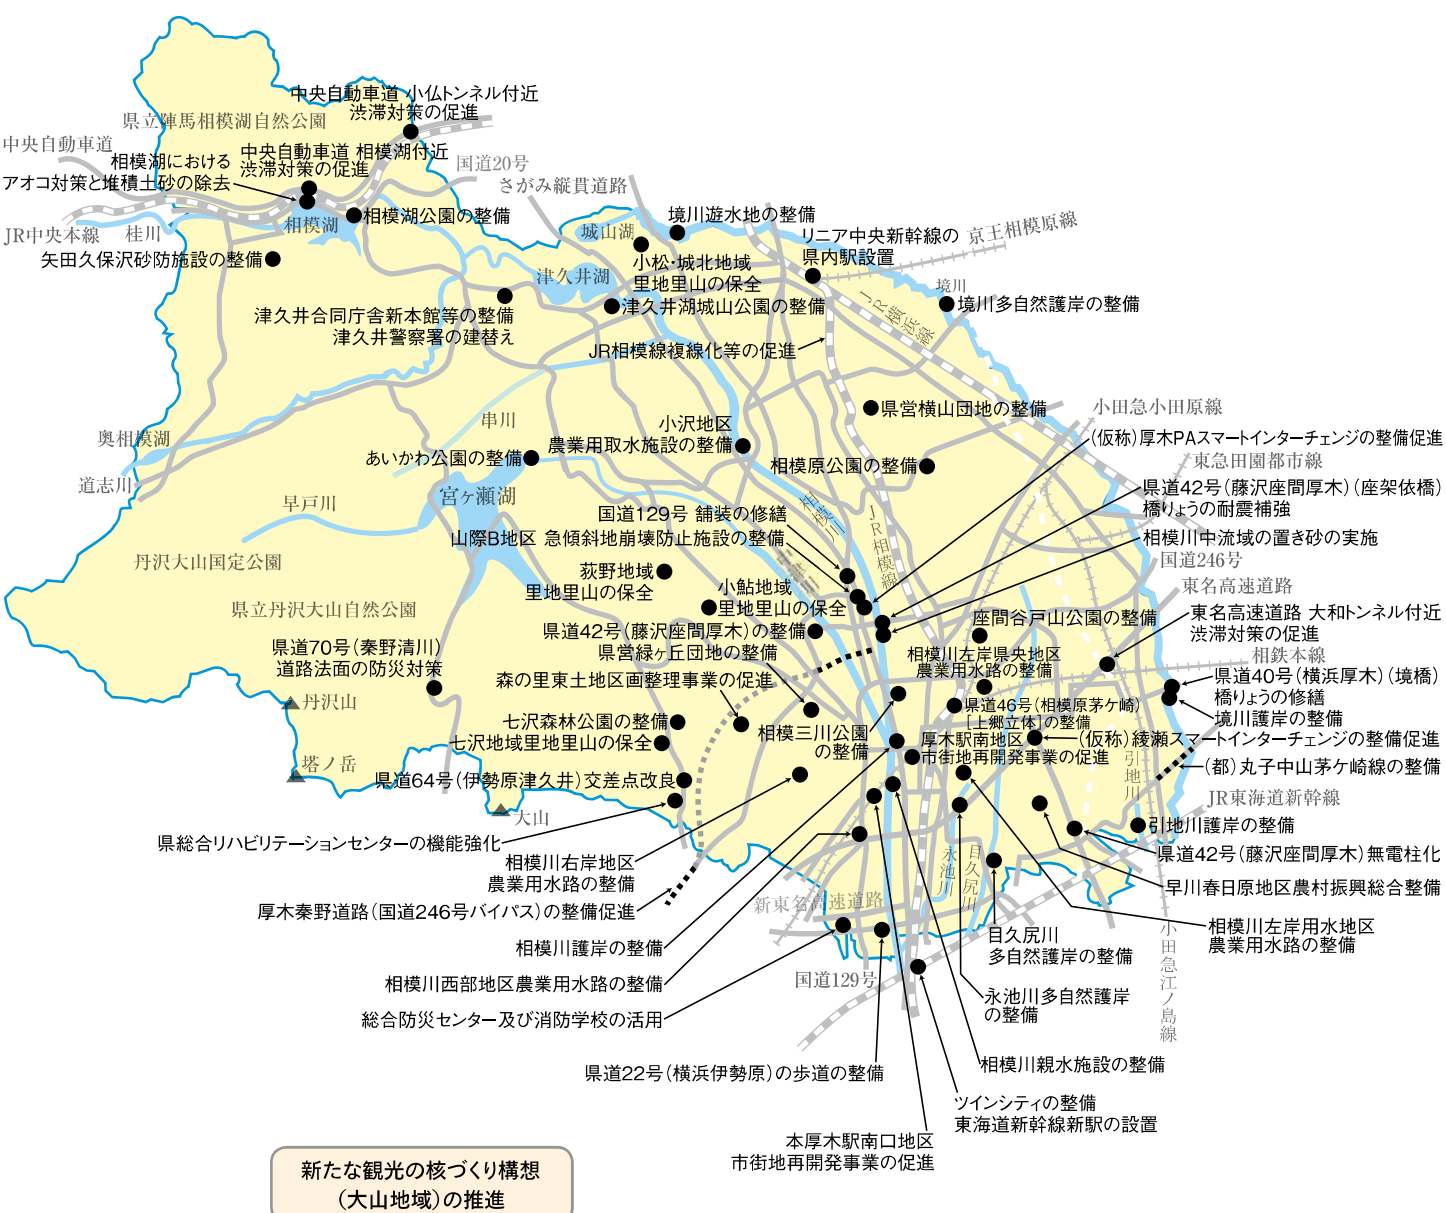 中央自動車道 小仏トンネル付近
渋滞対策の促進
県立陣馬相模湖自然公園
中央自動車道
相模湖における
アオコ対策と堆積土砂の除去
中央自動車道 相模湖付近
渋滞対策の促進
国道20号
さがみ縦貫道路
JR中央本線
桂川
相模湖
相模湖公園の整備
矢田久保沢砂防施設の整備
城山湖
境川遊水地の整備
小松・城北地域
里地里山の保全
リニア中央新幹線の
県内駅設置
京王相模原線
津久井湖
津久井湖城山公園の整備
境川
境川多自然護岸の整備
津久井合同庁舎新本館等の整備
津久井警察署の建替え
JR横浜線
JR相模線複線化等の促進
奥相模湖
道志川
串川
早戸川
宮ヶ瀬湖
あいかわ公園の整備
小沢地区
農業用取水施設の整備
県営横山団地の整備
相模原公園の整備
小田急小田原線
(仮称)厚木PAスマートインターチェンジの整備促進
東急田園都市線
県道42号(藤沢座間厚木)(座架依橋)
橋りょうの耐震補強
相模川中流域の置き砂の実施
国道246号
東名高速道路
相模川
JR相模線
国道129号 舗装の修繕
山際B地区 急傾斜地崩壊防止施設の整備
丹沢大山国定公園
県立丹沢大山自然公園
荻野地域
里地里山の保全
小鮎地域
里地里山の保全
県道42号(藤沢座間厚木)の整備
県営緑ヶ丘団地の整備
森の里東土地区画整理事業の促進
県道70号(秦野清川)
道路法面の防災対策
丹沢山
塔ノ岳
大山
七沢森林公園の整備
七沢地域里地里山の保全
県道64号(伊勢原津久井)交差点改良
座間谷戸山公園の整備
相模川左岸県央地区
農業用水路の整備
東名高速道路 大和トンネル付近
渋滞対策の促進
相鉄本線
県道40号(横浜厚木)(境橋)
橋りょうの修繕
境川護岸の整備
県道46号(相模原茅ケ崎)
[上郷立体]の整備
相模三川公園
の整備
厚木駅南地区
市街地再開発事業の促進
(仮称)綾瀬スマートインターチェンジの整備促進
(都)丸子中山茅ケ崎線の整備
引地川
JR東海道新幹線
引地川護岸の整備
県道42号(藤沢座間厚木)無電柱化
早川春日原地区農村振興総合整備
県総合リハビリテーションセンターの機能強化
相模川右岸地区
農業用水路の整備
厚木秦野道路(国道246号バイパス)の整備促進
相模川護岸の整備
相模川西部地区農業用水路の整備
総合防災センター及び消防学校の活用
新東名高速道路
国道129号
永池川
目久尻川
目久尻川
多自然護岸の整備
相模川左岸用水地区
農業用水路の整備
小田急江ノ島線
永池川多自然護岸
の整備
県道22号(横浜伊勢原)の歩道の整備
相模川親水施設の整備
ツインシティの整備
東海道新幹線新駅の設置
本厚木駅南口地区
市街地再開発事業の促進
新たな観光の核づくり構想
(大山地域)の推進